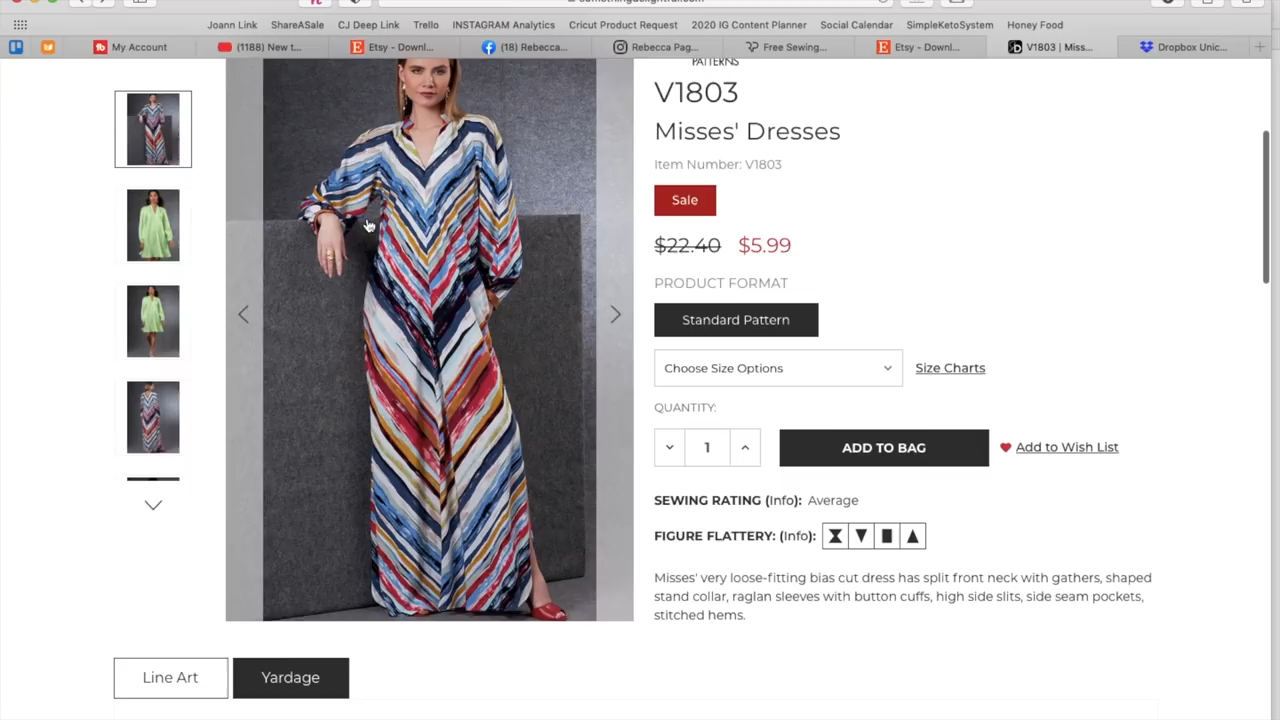 Joann Link
ShareASale
CJ Deep Link
Trello
INSTAGRAM Analytics
Cricut Product Request
2020 IG Content Planner
Social Calendar
SimpleKetoSystem
Honey Food
My Account
(1188) New t...
Etsy - Downl...
(18) Rebecca...
Rebecca Pag...
Free Sewing...
Etsy - Downl...
V1803 | Miss...
Dropbox Unic...
PATTERNS
V1803
Misses' Dresses
Item Number: V1803
Sale
$22.40 $5.99
PRODUCT FORMAT
Standard Pattern
Choose Size Options
Size Charts
QUANTITY:
1
ADD TO BAG
Add to Wish List
SEWING RATING (Info): Average
FIGURE FLATTERY: (Info):
Misses' very loose-fitting bias cut dress has split front neck with gathers, shaped
stand collar, raglan sleeves with button cuffs, high side slits, side seam pockets,
stitched hems.
Line Art
Yardage